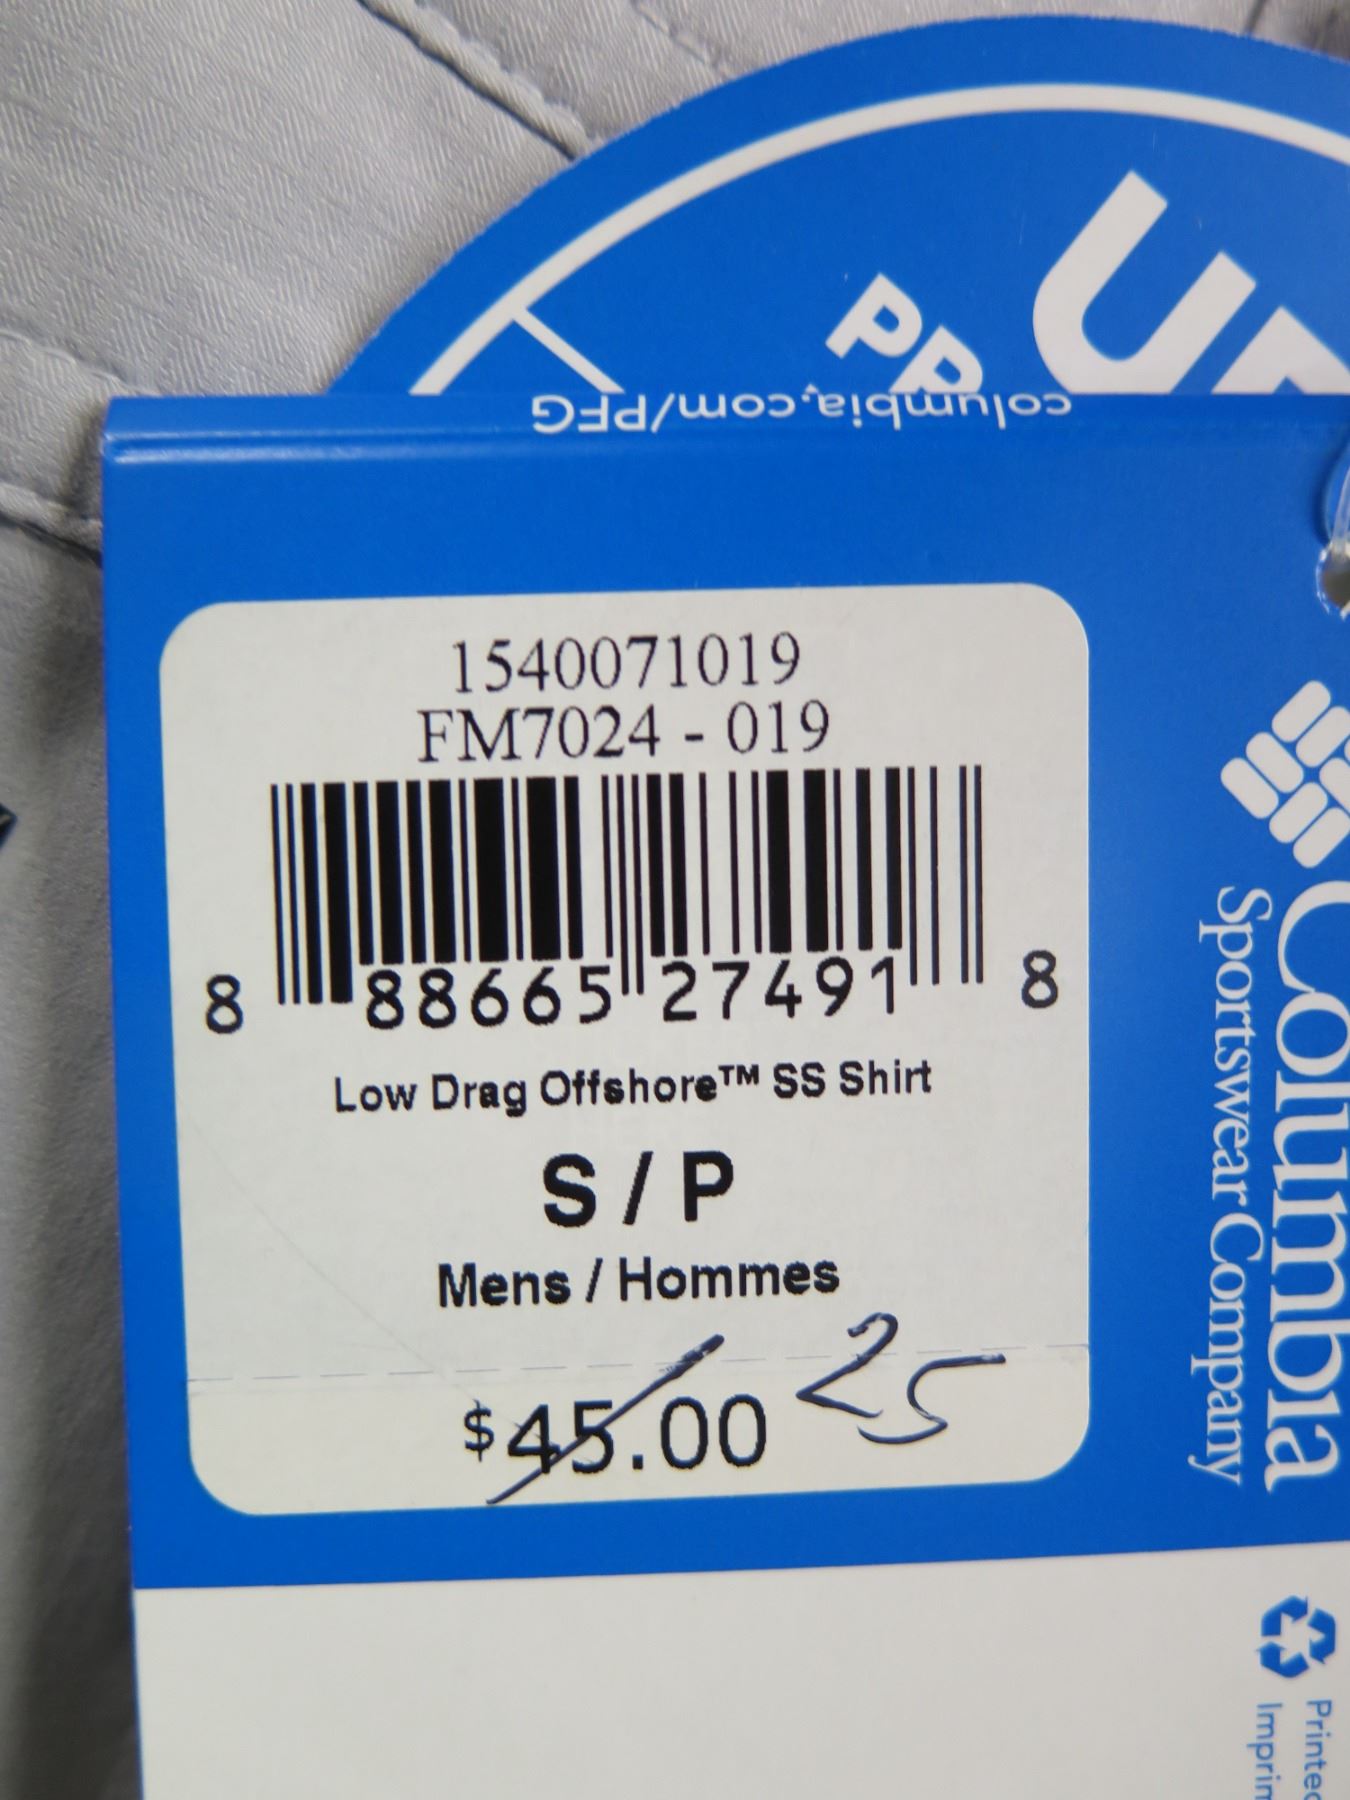 PR
columbia.com/PFG
1540071019
FM7024 - 019
8 88665 27491 8
Low Drag Offshore™ SS Shirt
S / P
Mens / Hommes
$45.00 25
Columbia
Sportswear Company